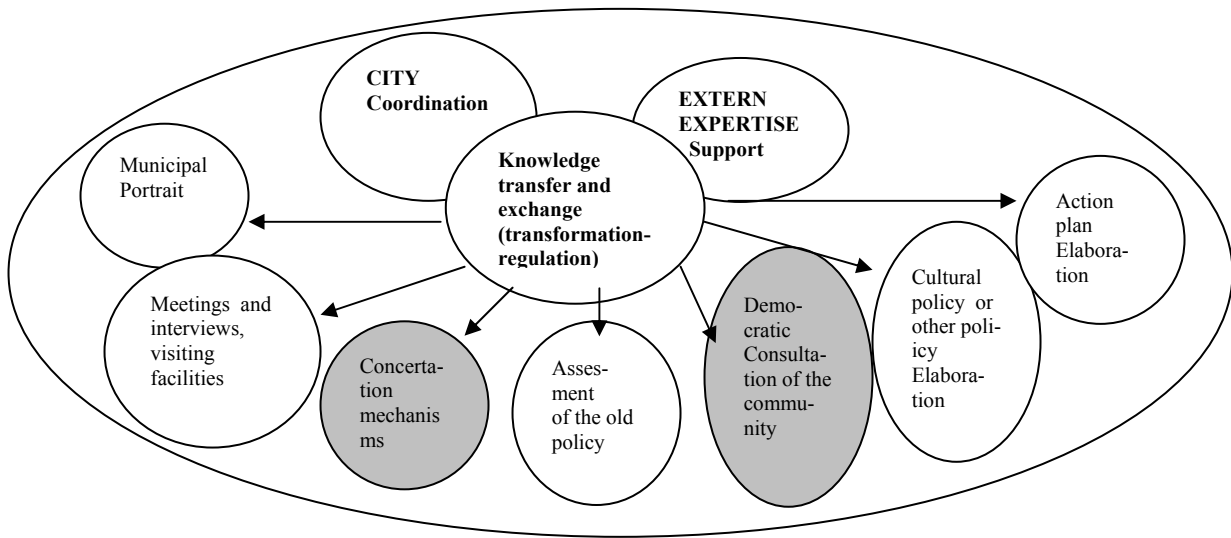 CITY
Coordination
EXTERN
EXPERTISE
Support
Knowledge
transfer and
exchange
(transformation-
regulation)
Municipal
Portrait
Meetings and
interviews,
visiting
facilities
Concerta-
tion
mechanis
ms
Asses-
ment
of the old
policy
Demo-
cratic
Consulta-
tion of the
commu-
nity
Cultural
policy or
other poli-
cy
Elabora-
tion
Action
plan
Elabora-
tion